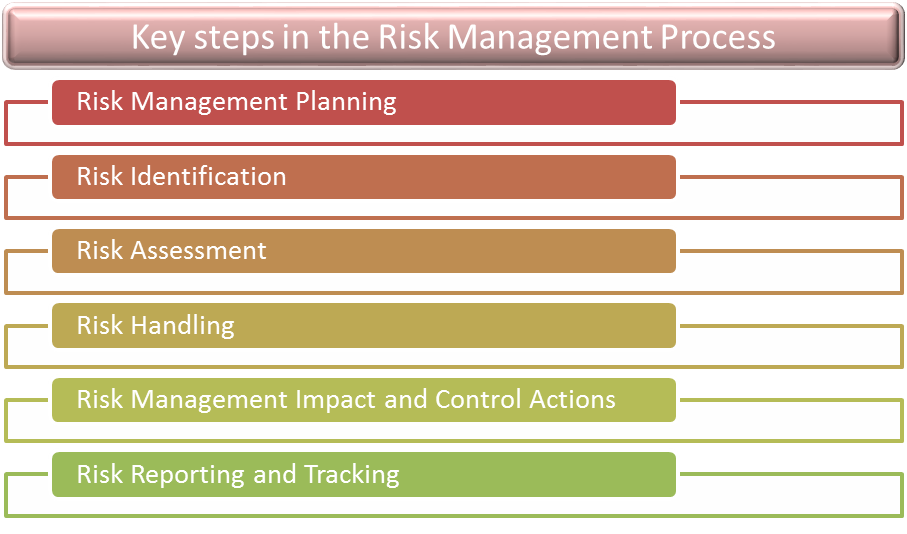 Key steps in the Risk Management Process
Risk Management Planning
Risk Identification
Risk Assessment
Risk Handling
Risk Management Impact and Control Actions
Risk Reporting and Tracking